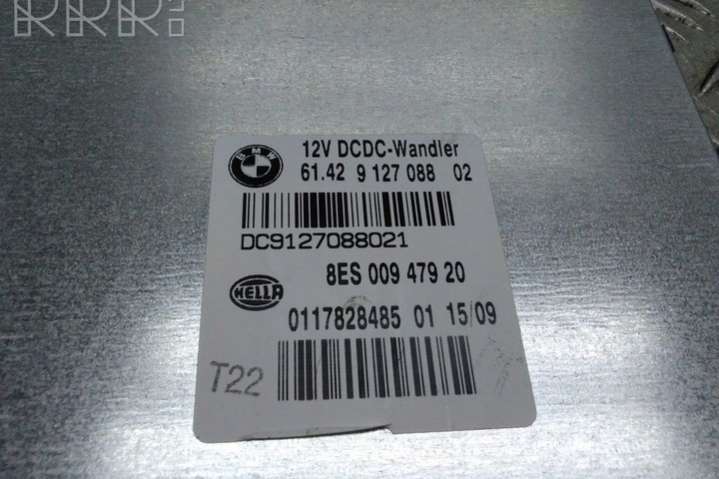 RRR:
BMW
12V DCDC-Wandler
61.42 9 127 088 02
DC9127088021
8ES 009 479 20
HELLA
0117828485 01 15/09
T22